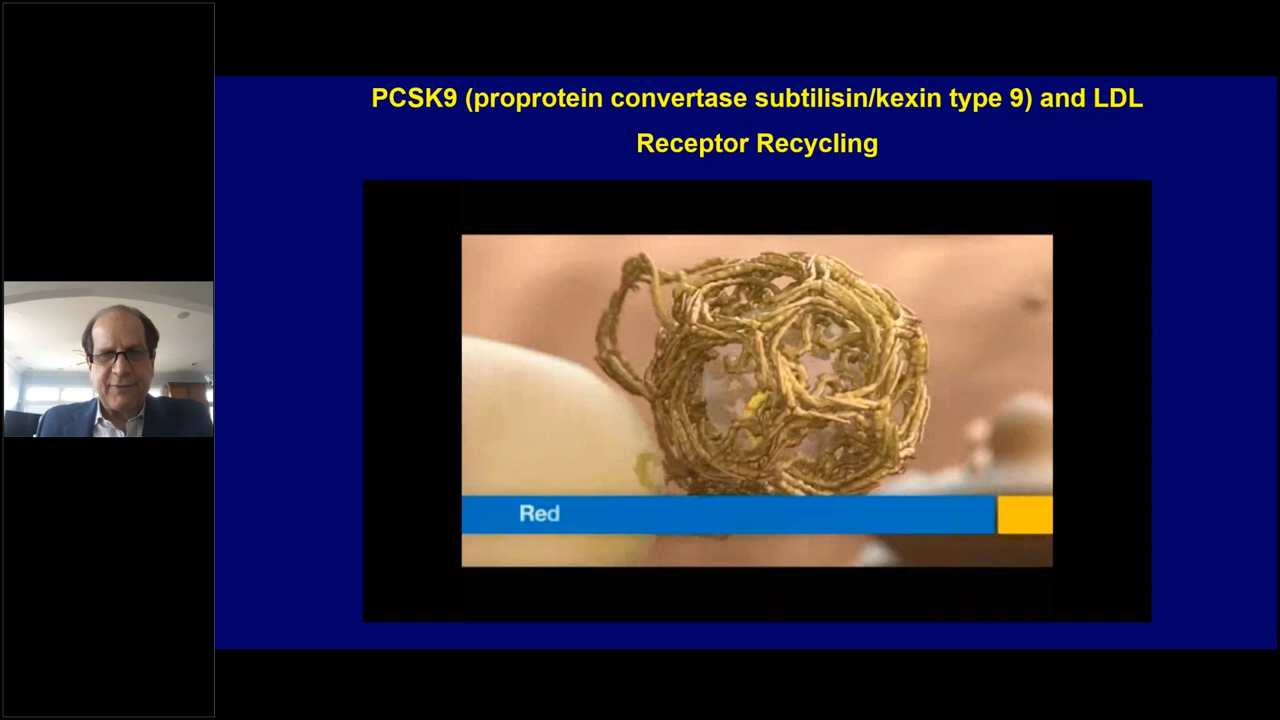 PCSK9 (proprotein convertase subtilisin/kexin type 9) and LDL
Receptor Recycling
Red